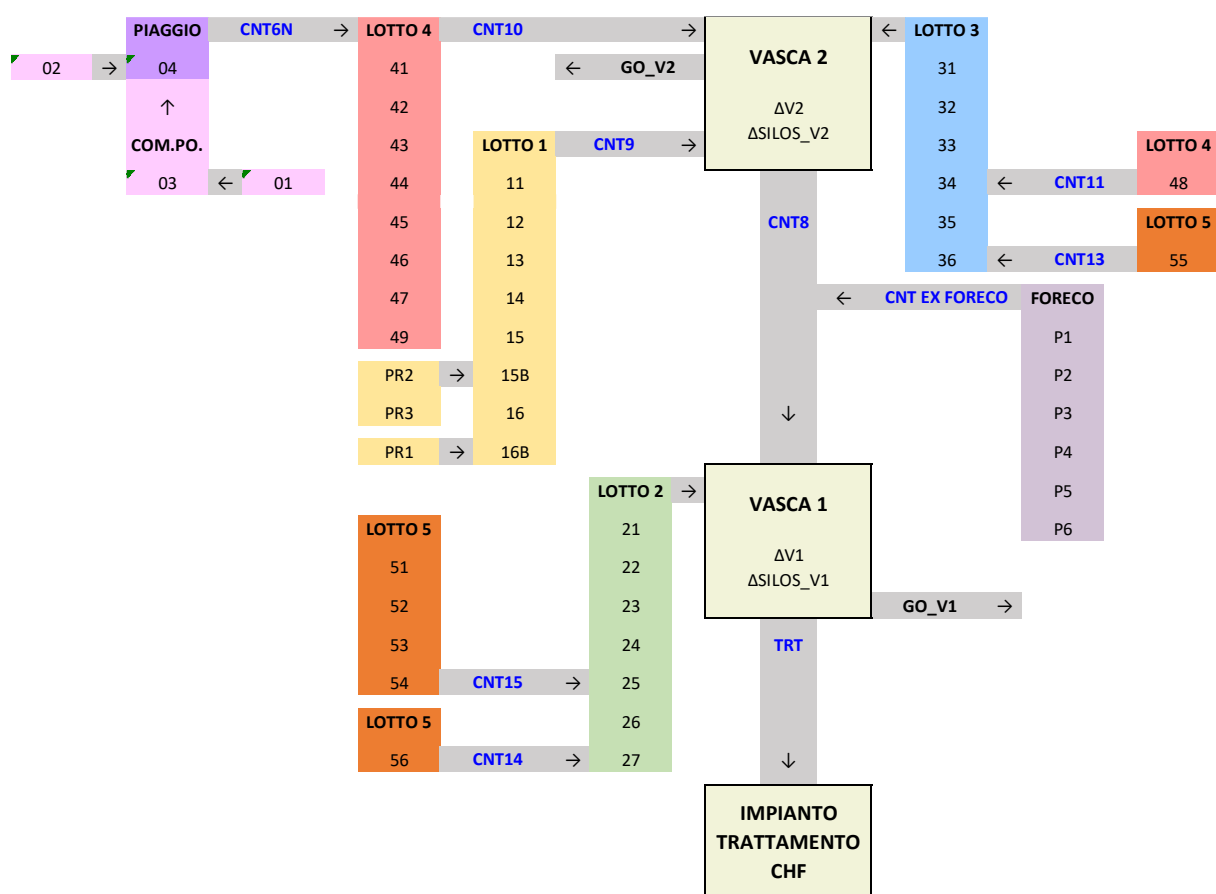 PIAGGIO CNT6N → LOTTO 4 CNT10 → VASCA 2 ← LOTTO 3
02 → 04 41 ← GO_V2 31
↑ 42 ΔV2 32
COM.PO. 43 LOTTO 1 CNT9 → ΔSILOS_V2 33 LOTTO 4
03 ← 01 44 11 34 ← CNT11 48
45 12 CNT8 35 LOTTO 5
46 13 36 ← CNT13 55
47 14 ← CNT EX FORECO FORECO
49 15 P1
PR2 → 15B P2
PR3 16 ↓ P3
PR1 → 16B P4
LOTTO 2 → VASCA 1 P5
LOTTO 5 21 P6
51 22 ΔV1
ΔSILOS_V1
52 23 GO_V1 →
53 24 TRT
54 CNT15 → 25
LOTTO 5 26
56 CNT14 → 27 ↓
IMPIANTO
TRATTAMENTO
CHF